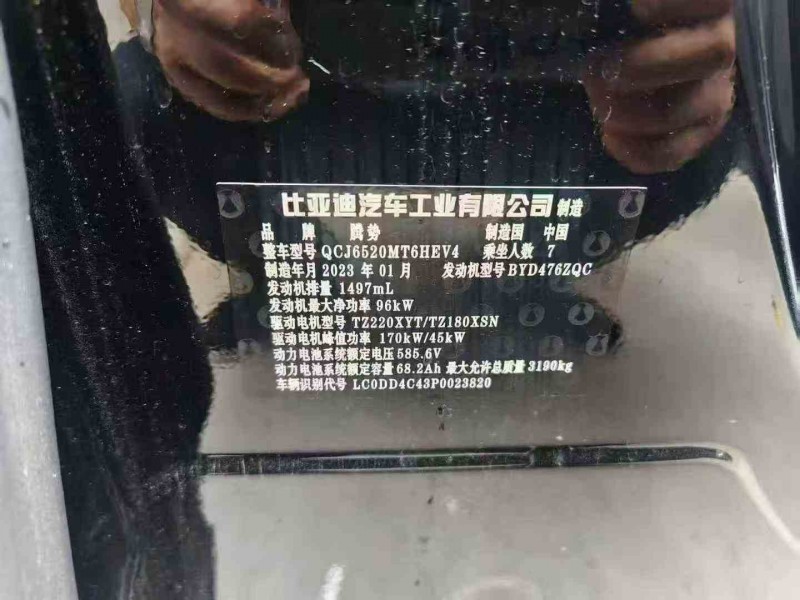 比亚迪汽车工业有限公司 制造
品 牌 腾势 制造国 中国
整车型号 QCJ6520MT6HEV4 乘坐人数 7
制造年月 2023 年 01 月 发动机型号 BYD476ZQC
发动机排量 1497mL
发动机最大净功率 96kW
驱动电机型号 TZ220XYT/TZ180XSN
驱动电机峰值功率 170kW/45kW
动力电池系统额定电压 585.6V
动力电池系统额定容量 68.2Ah 最大允许总质量 3190kg
车辆识别代号 LC0DD4C43P0023820